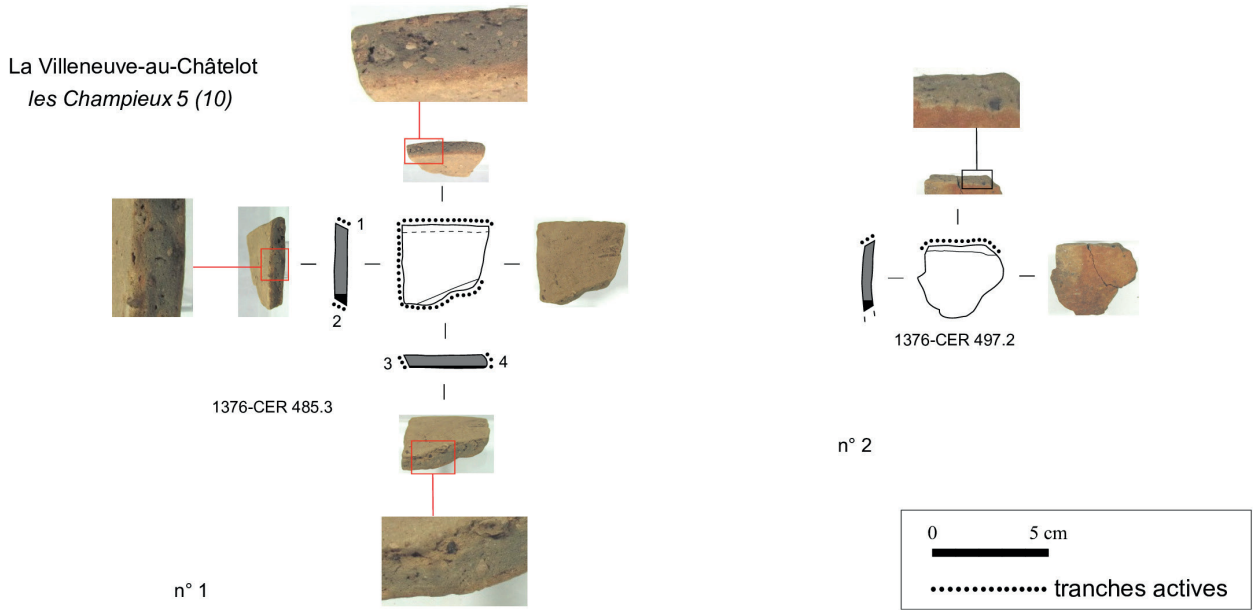 La Villeneuve-au-Châtelot
les Champieux 5 (10)
1
2
3
4
1376-CER 485.3
n° 1
1376-CER 497.2
n° 2
0 5 cm
tranches actives